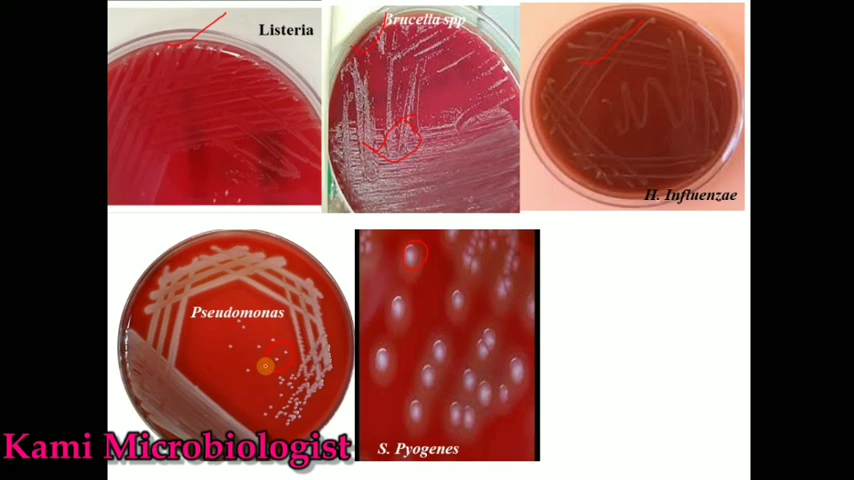 Listeria
Brucella spp
H. Influenzae
Pseudomonas
S. Pyogenes
Kami Microbiologist